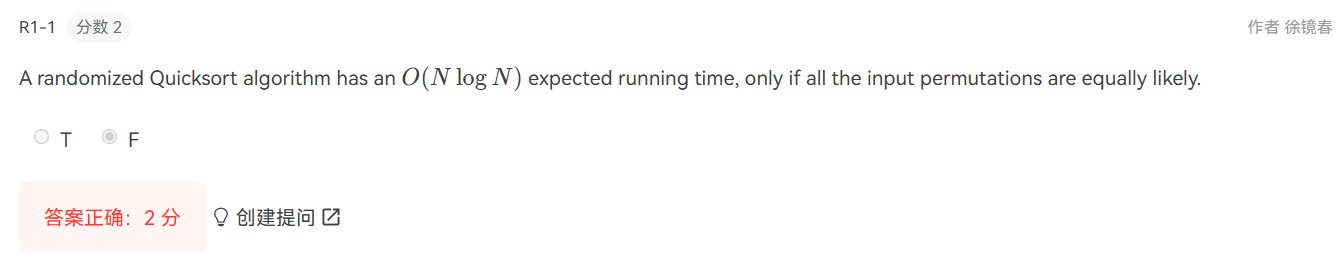 R1-1 分数 2 作者 徐镜春
A randomized Quicksort algorithm has an O(N log N) expected running time, only if all the input permutations are equally likely.
T F
答案正确：2 分 创建提问